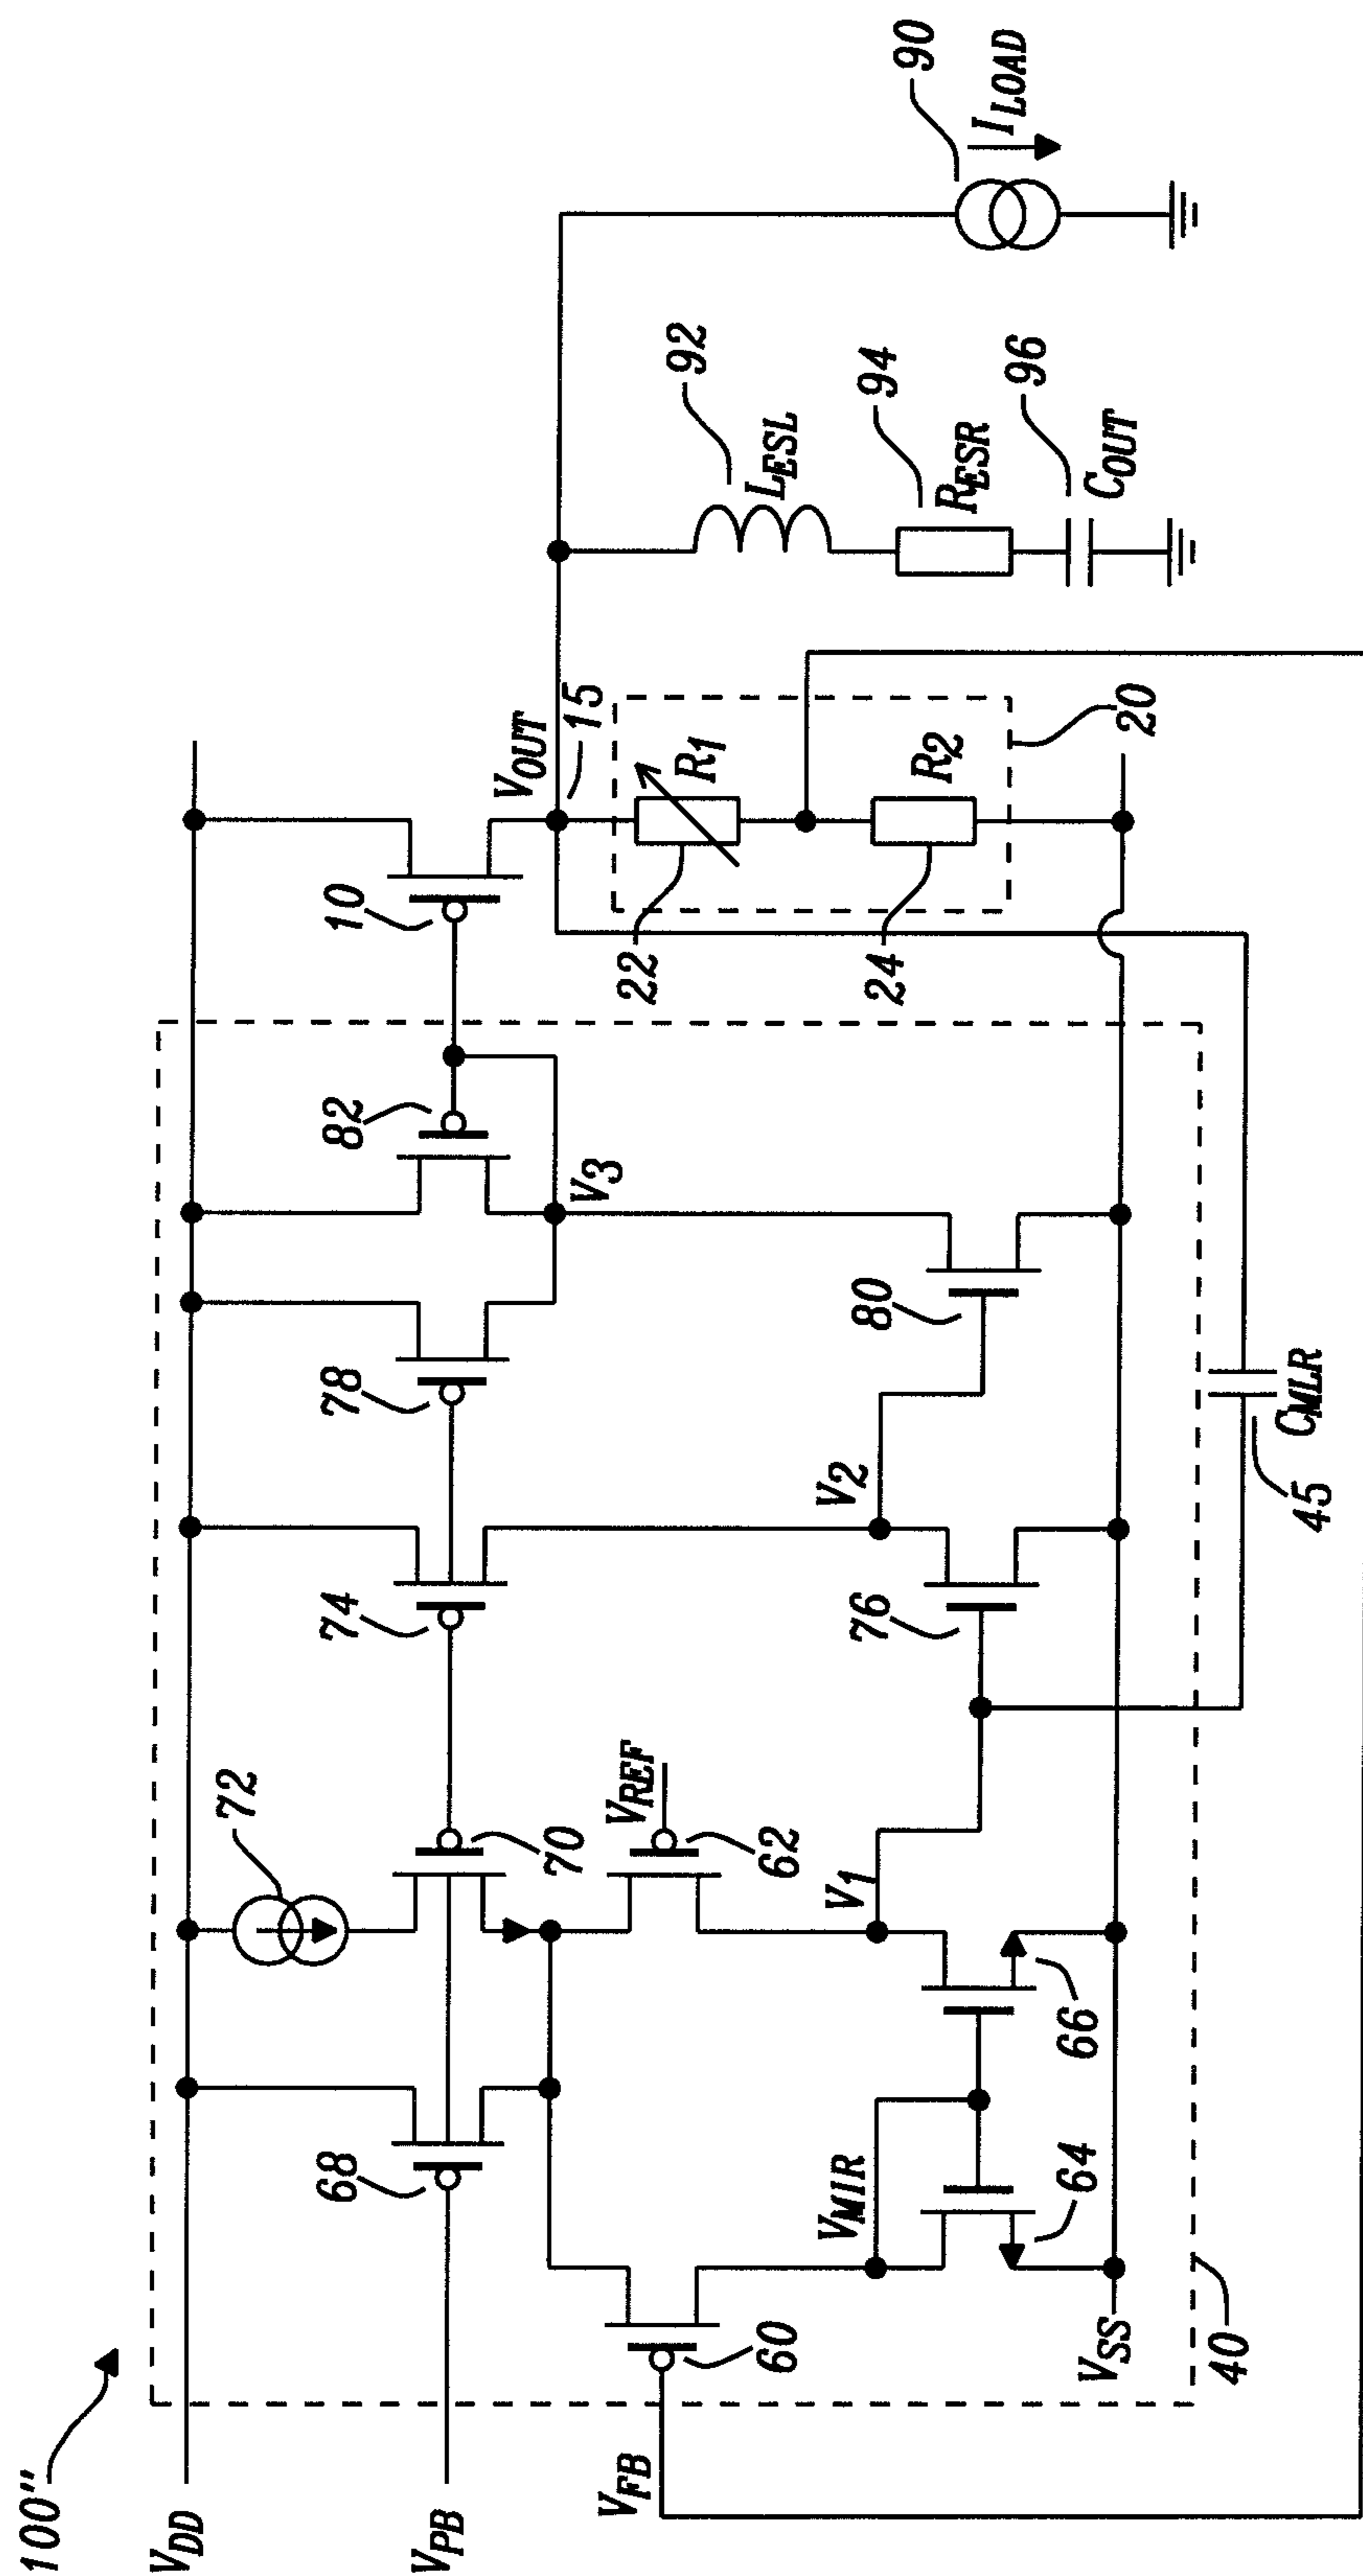 100"
V_DD
V_PB
V_FB
68
72
70
V_REF
62
60
V_MIR
V_1
64
66
V_SS
40
74
78
82
V_2
V_3
76
80
45
C_MLR
10
V_OUT
15
22
R_1
24
R_2
20
92
L_ESL
94
R_ESR
96
C_OUT
90
I_LOAD